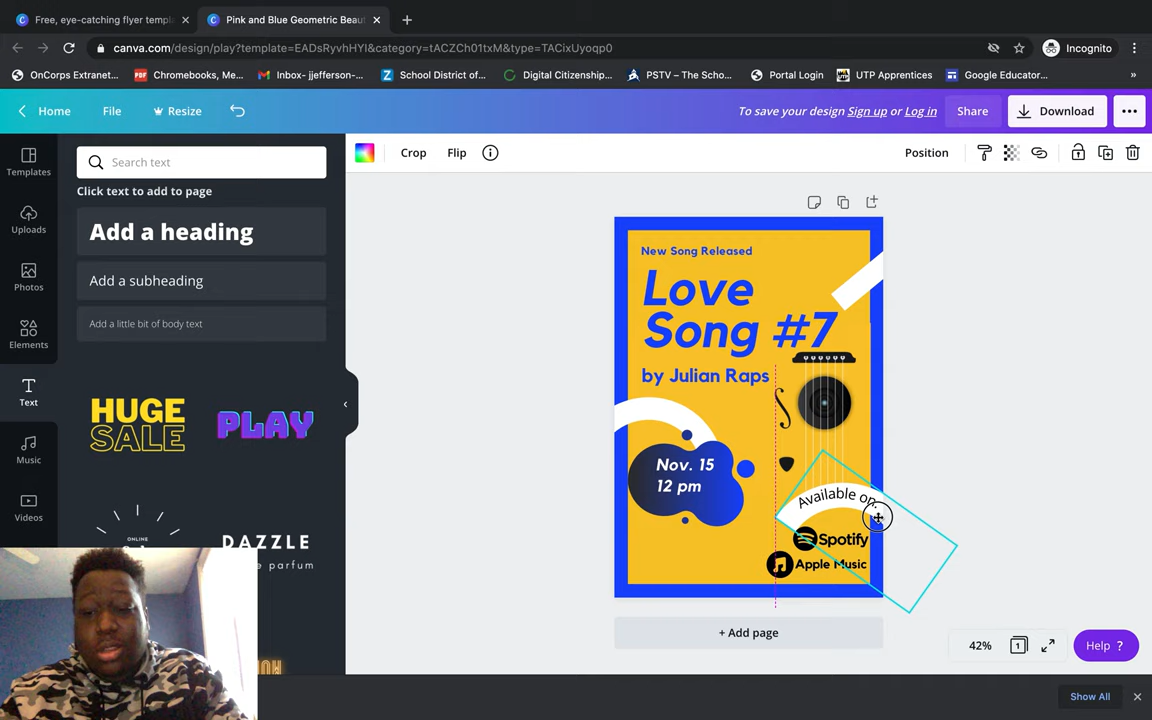 Free, eye-catching flyer templ
Pink and Blue Geometric Beau
canva.com/design/play?template=EADsRyvhHYI&category=tACZCh01txM&type=TACixUyoqp0
Incognito
OnCorps Extranet...
PDF
Chromebooks, Me...
Inbox- jjefferson-...
School District of...
Digital Citizenship...
PSTV – The Scho...
Portal Login
UTP Apprentices
Google Educator...
Home
File
Resize
To save your design Sign up or Log in
Share
Download
Templates
Uploads
Photos
Elements
Text
Music
Videos
Search text
Click text to add to page
Add a heading
Add a subheading
Add a little bit of body text
HUGE
SALE
PLAY
ONLINE
DAZZLE
e parfum
Crop
Flip
Position
New Song Released
Love
Song #7
by Julian Raps
Nov. 15
12 pm
Available on:
Spotify
Apple Music
+ Add page
42%
1
Help ?
Show All